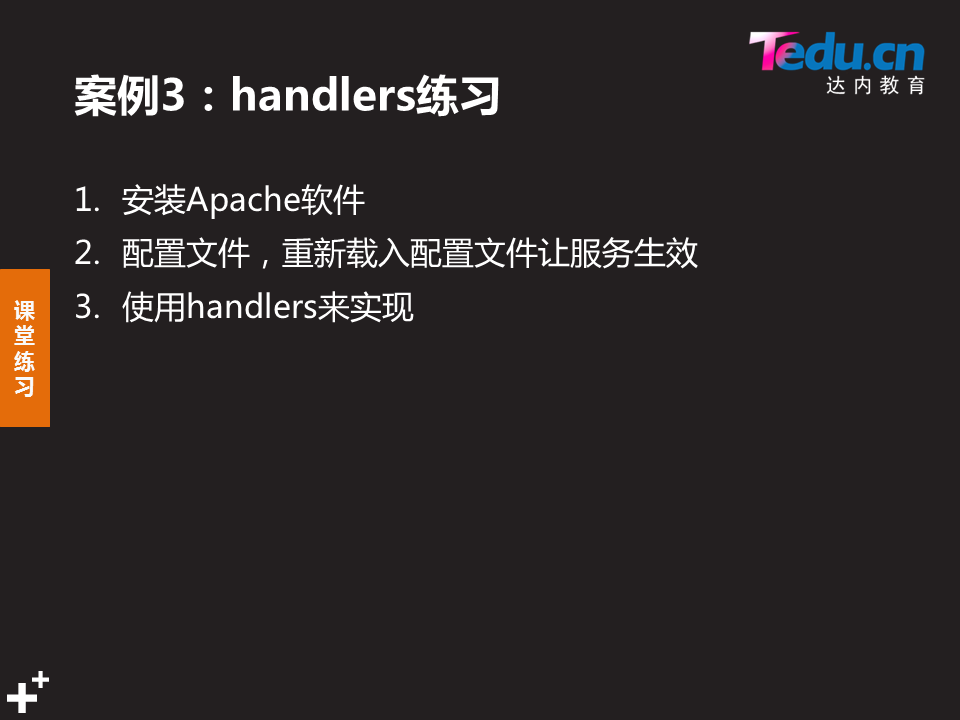 Tedu.cn
达内教育
案例3：handlers练习
1. 安装Apache软件
2. 配置文件，重新载入配置文件让服务生效
3. 使用handlers来实现
课
堂
练
习